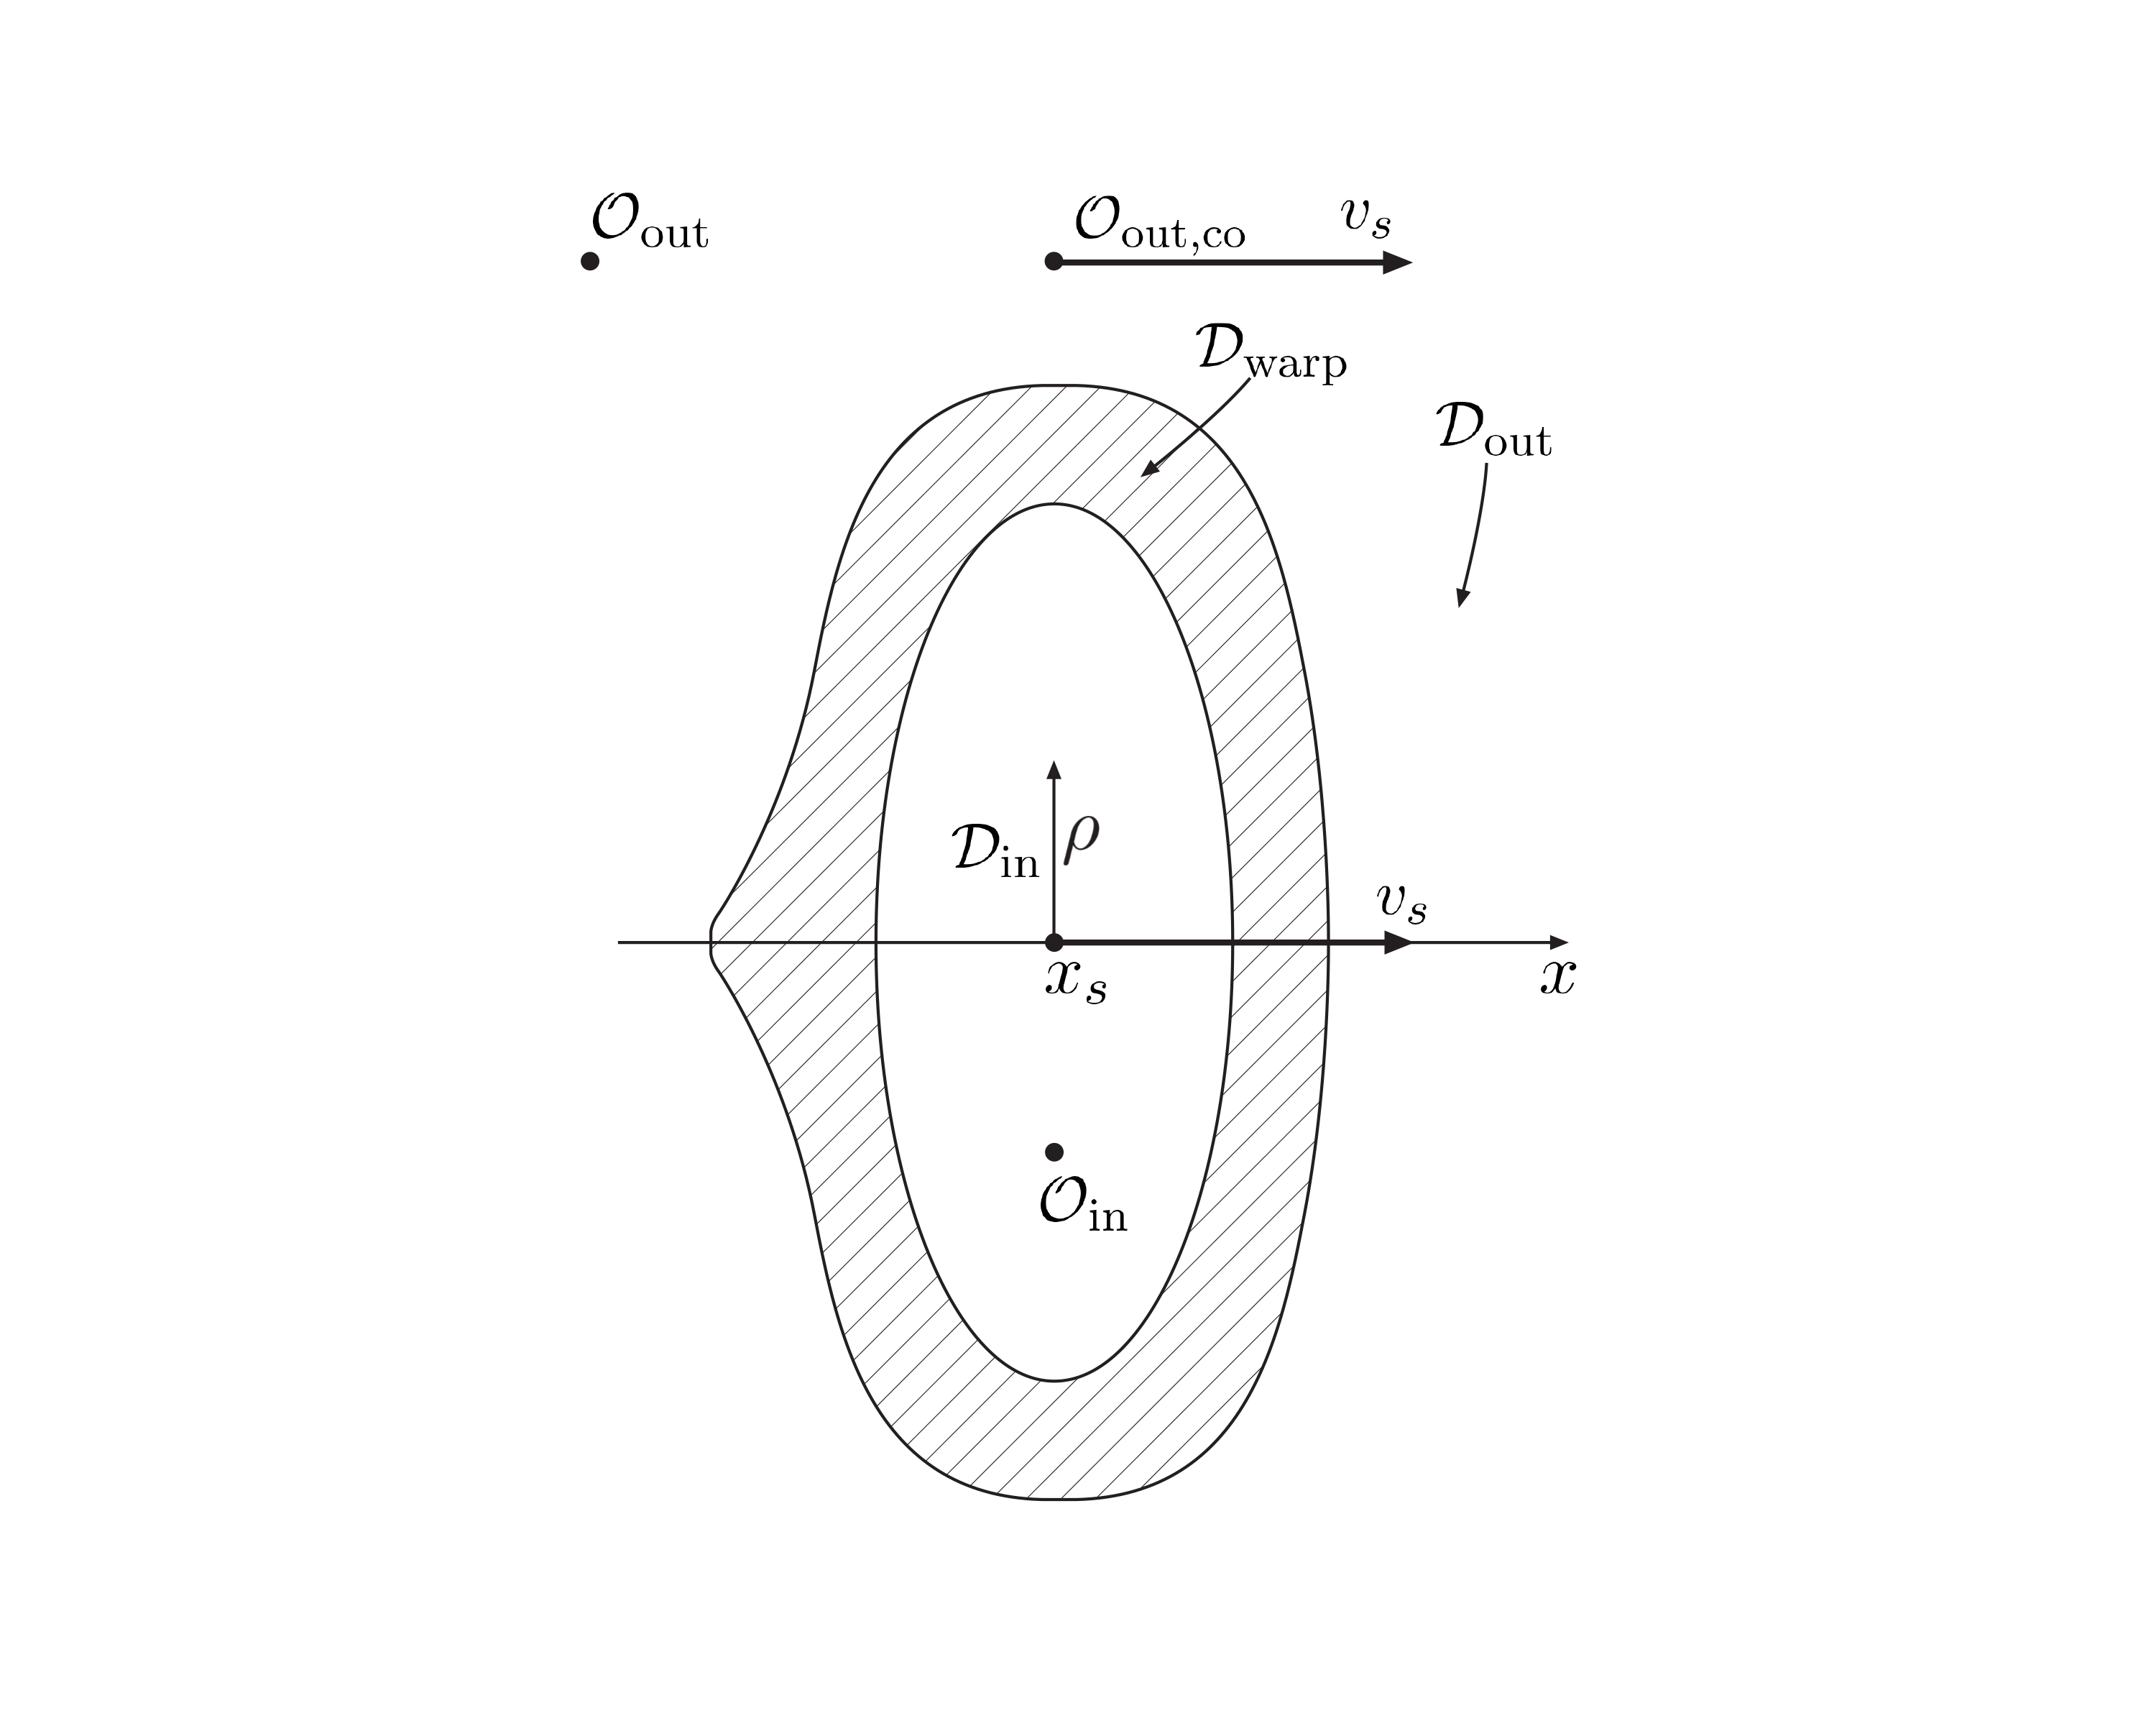 𝒪out
𝒪out,co
vs
𝒟warp
𝒟out
𝒟in
ρ
vs
xs
x
𝒪in